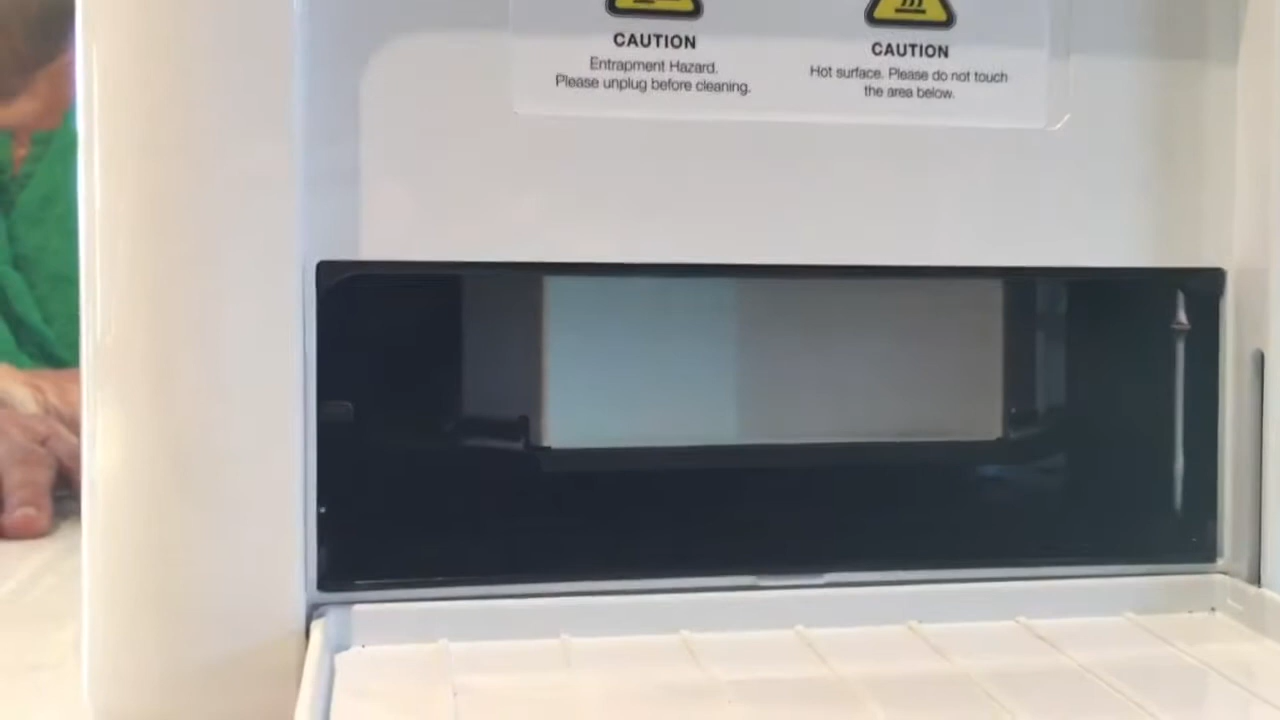 CAUTION
Entrapment Hazard.
Please unplug before cleaning.
CAUTION
Hot surface. Please do not touch
the area below.